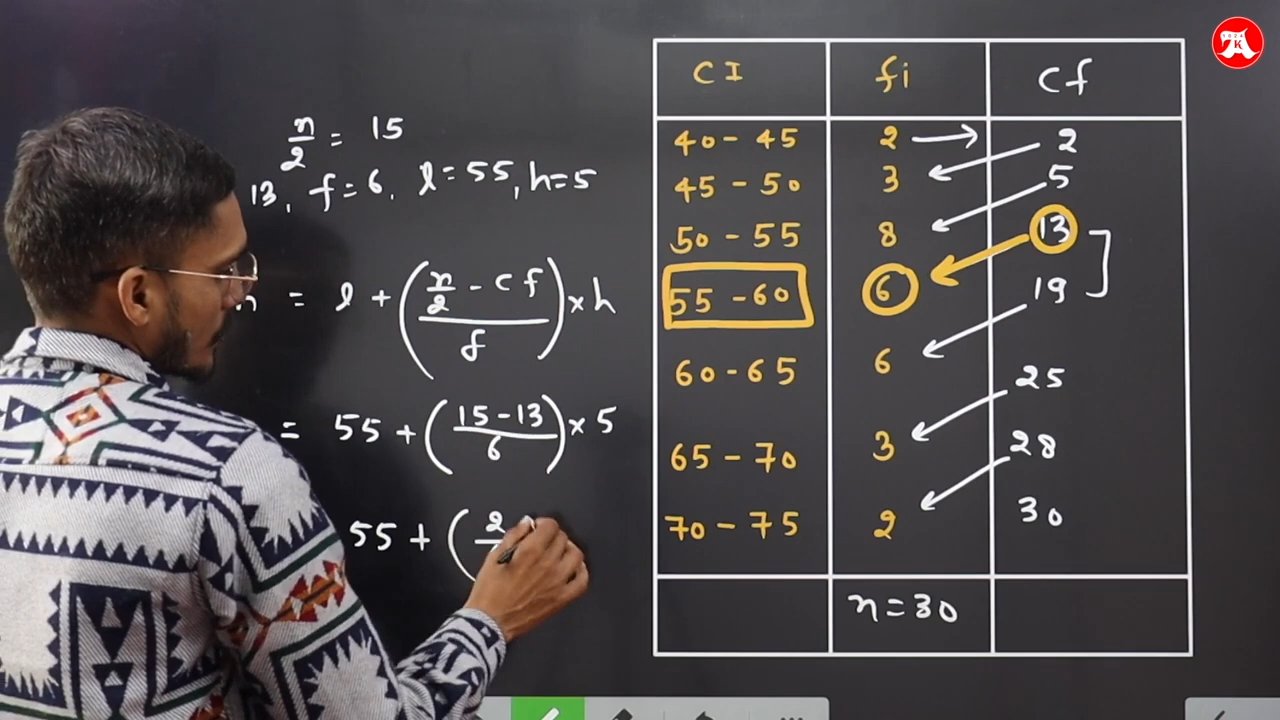 n/2 = 15
13, f=6, l=55, h=5
= l + ( (n/2 - cf) / f ) × h
= 55 + ( (15-13) / 6 ) × 5
55 + ( 2
CI fi cf
40-45 2 2
45-50 3 5
50-55 8 13
55-60 6 19
60-65 6 25
65-70 3 28
70-75 2 30
n=30